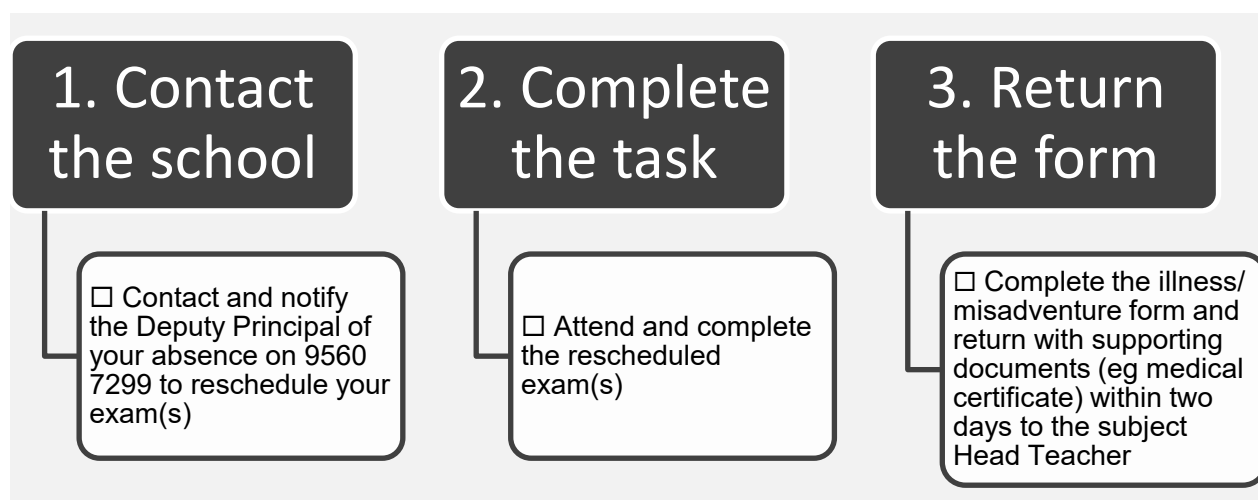 1. Contact
the school
☐ Contact and notify
the Deputy Principal of
your absence on 9560
7299 to reschedule your
exam(s)
2. Complete
the task
☐ Attend and complete
the rescheduled
exam(s)
3. Return
the form
☐ Complete the illness/
misadventure form and
return with supporting
documents (eg medical
certificate) within two
days to the subject
Head Teacher